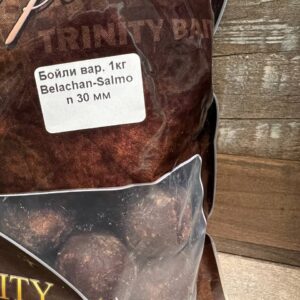 TRINITY BAI
Бойли вар. 1кг
Belachan-Salmo
n 30 мм
ITY